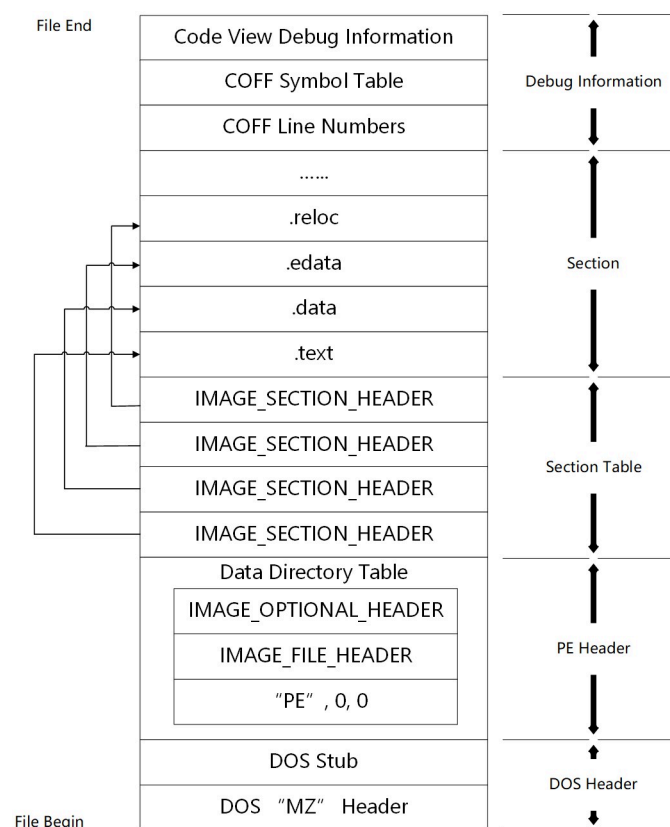 File End
Code View Debug Information
COFF Symbol Table
Debug Information
COFF Line Numbers
......
.reloc
.edata
Section
.data
.text
IMAGE_SECTION_HEADER
IMAGE_SECTION_HEADER
Section Table
IMAGE_SECTION_HEADER
IMAGE_SECTION_HEADER
Data Directory Table
IMAGE_OPTIONAL_HEADER
IMAGE_FILE_HEADER
PE Header
“PE”, 0, 0
DOS Stub
DOS Header
DOS “MZ” Header
File Begin